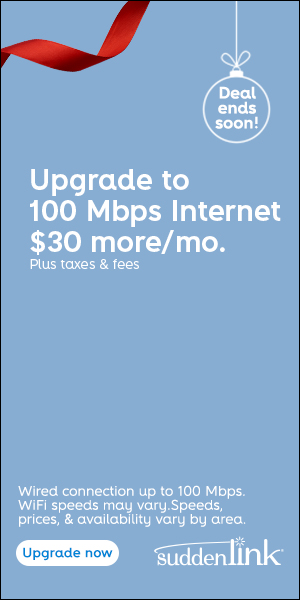 Deal
ends
soon!
Upgrade to
100 Mbps Internet
$30 more/mo.
Plus taxes & fees
Wired connection up to 100 Mbps.
WiFi speeds may vary.Speeds,
prices, & availability vary by area.
Upgrade now
suddenlink®